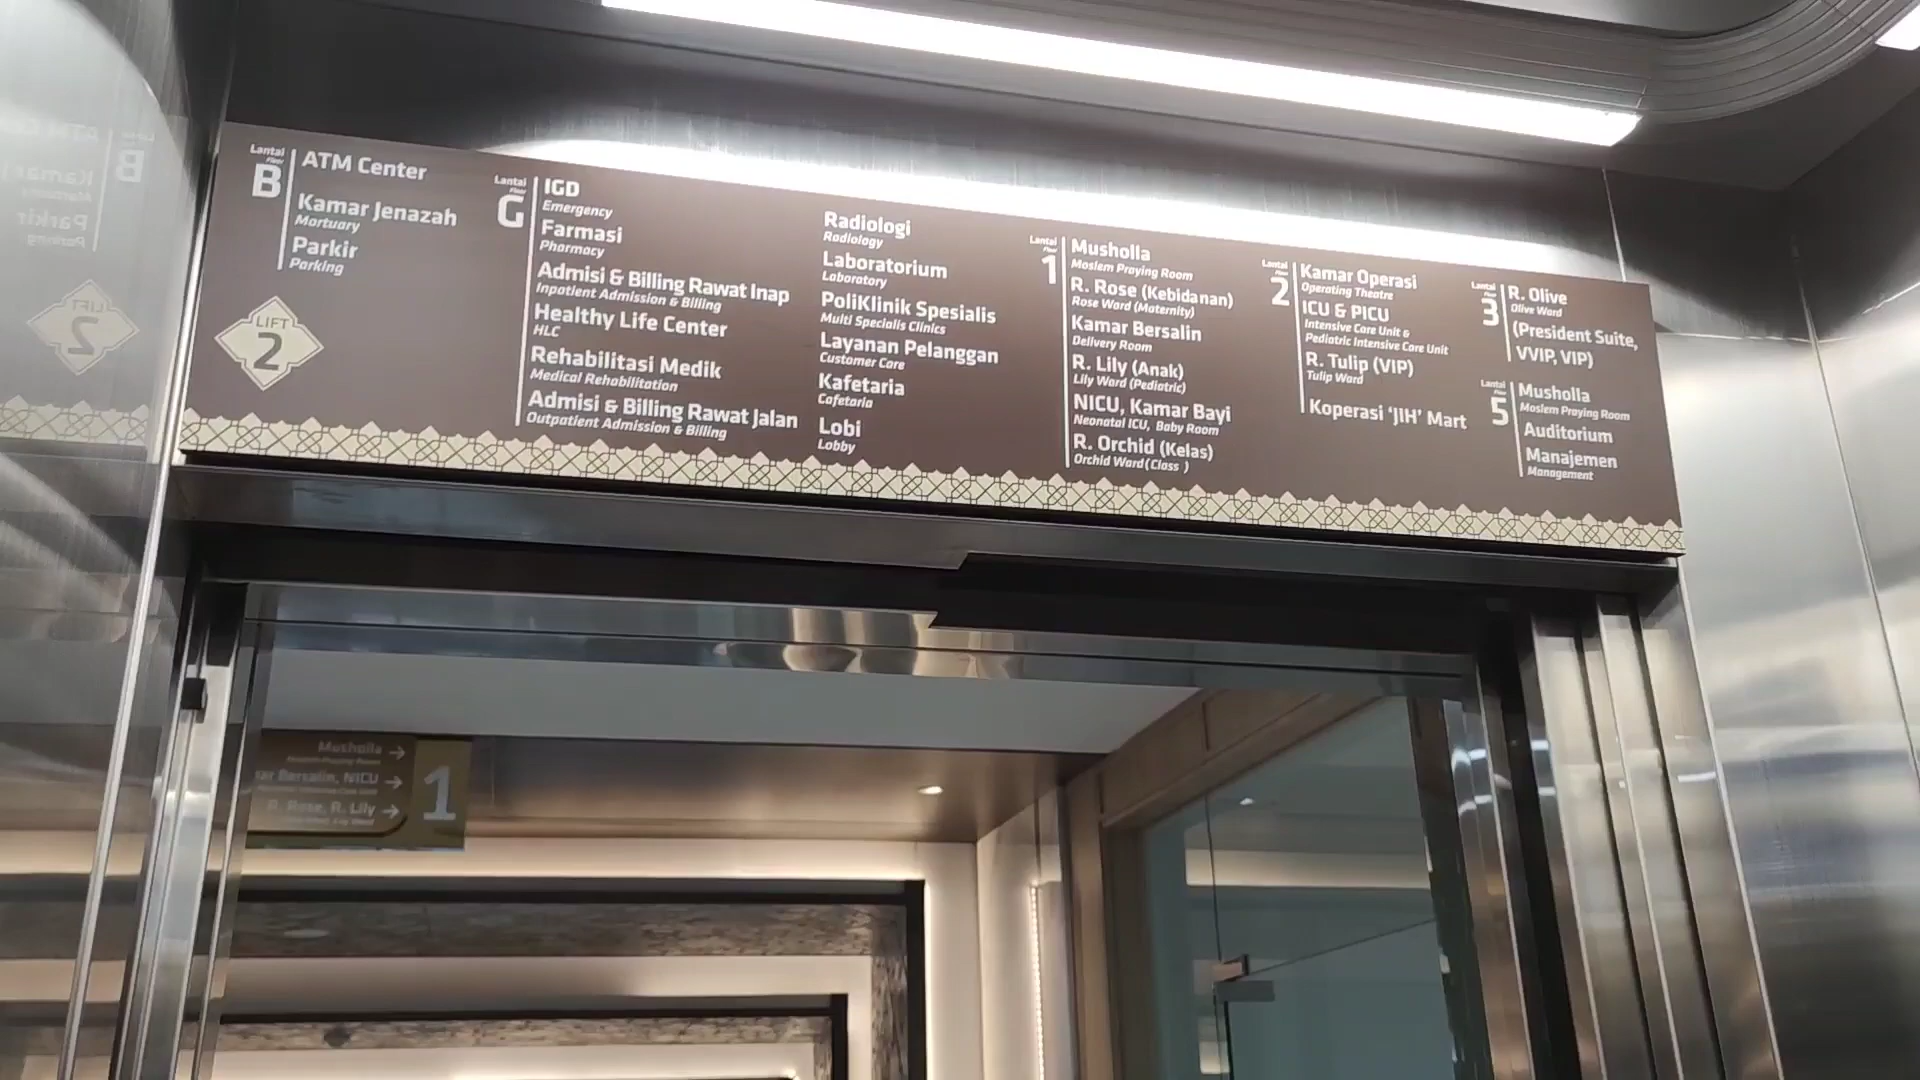 Lantai
Floor
B
ATM Center
Kamar Jenazah
Mortuary
Parkir
Parking
LIFT
2
Lantai
Floor
G
IGD
Emergency
Farmasi
Pharmacy
Admisi & Billing Rawat Inap
Inpatient Admission & Billing
Healthy Life Center
HLC
Rehabilitasi Medik
Medical Rehabilitation
Admisi & Billing Rawat Jalan
Outpatient Admission & Billing
Radiologi
Radiology
Laboratorium
Laboratory
PoliKlinik Spesialis
Multi Specialis Clinics
Layanan Pelanggan
Customer Care
Kafetaria
Cafetaria
Lobi
Lobby
Lantai
Floor
1
Musholla
Moslem Praying Room
R. Rose (Kebidanan)
Rose Ward (Maternity)
Kamar Bersalin
Delivery Room
R. Lily (Anak)
Lily Ward (Pediatric)
NICU, Kamar Bayi
Neonatal ICU, Baby Room
R. Orchid (Kelas)
Orchid Ward (Class )
Lantai
Floor
2
Kamar Operasi
Operating Theatre
ICU & PICU
Intensive Care Unit &
Pediatric Intensive Care Unit
R. Tulip (VIP)
Tulip Ward
Koperasi ‘JIH’ Mart
Lantai
Floor
3
R. Olive
Olive Ward
(President Suite,
VVIP, VIP)
Lantai
Floor
5
Musholla
Moslem Praying Room
Auditorium
Manajemen
Management
Musholla →
Moslem Praying Room
Bersalin, NICU →
R. Rose, R. Lily →
1